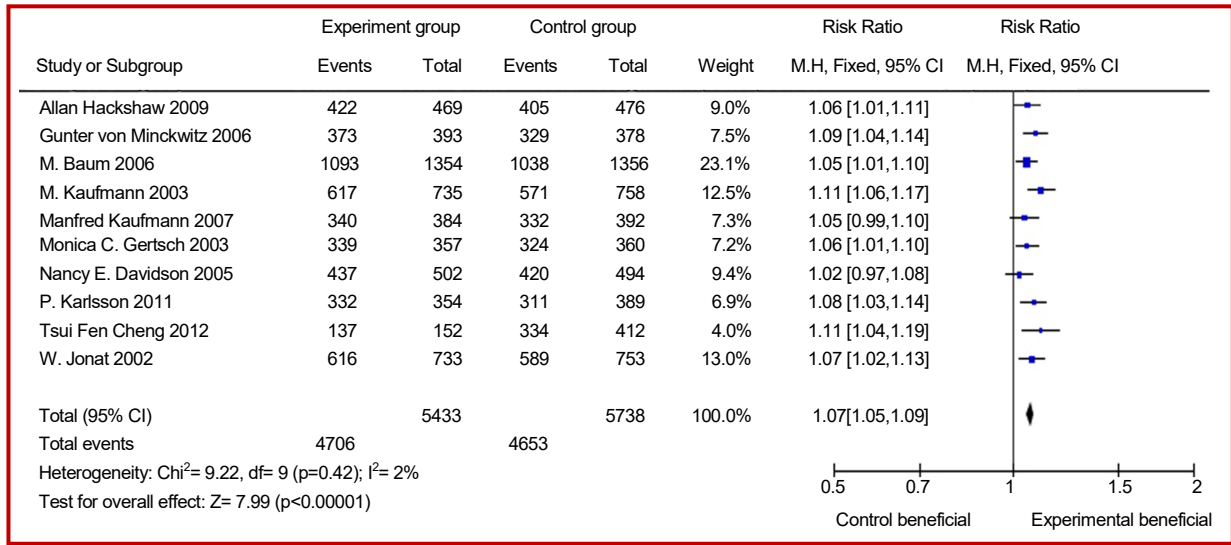 Experiment group Control group Risk Ratio Risk Ratio
Study or Subgroup Events Total Events Total Weight M.H, Fixed, 95% CI M.H, Fixed, 95% CI
Allan Hackshaw 2009 422 469 405 476 9.0% 1.06 [1.01,1.11]
Gunter von Minckwitz 2006 373 393 329 378 7.5% 1.09 [1.04,1.14]
M. Baum 2006 1093 1354 1038 1356 23.1% 1.05 [1.01,1.10]
M. Kaufmann 2003 617 735 571 758 12.5% 1.11 [1.06,1.17]
Manfred Kaufmann 2007 340 384 332 392 7.3% 1.05 [0.99,1.10]
Monica C. Gertsch 2003 339 357 324 360 7.2% 1.06 [1.01,1.10]
Nancy E. Davidson 2005 437 502 420 494 9.4% 1.02 [0.97,1.08]
P. Karlsson 2011 332 354 311 389 6.9% 1.08 [1.03,1.14]
Tsui Fen Cheng 2012 137 152 334 412 4.0% 1.11 [1.04,1.19]
W. Jonat 2002 616 733 589 753 13.0% 1.07 [1.02,1.13]
Total (95% CI) 5433 5738 100.0% 1.07[1.05,1.09]
Total events 4706 4653
Heterogeneity: Chi²= 9.22, df= 9 (p=0.42); I²= 2%
Test for overall effect: Z= 7.99 (p<0.00001)
0.5 0.7 1 1.5 2
Control beneficial Experimental beneficial